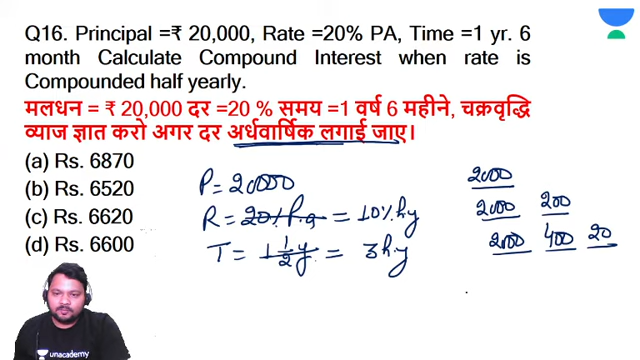 Q16. Principal =₹ 20,000, Rate =20% PA, Time =1 yr. 6
month Calculate Compound Interest when rate is
Compounded half yearly.
मलधन = ₹ 20,000 दर =20 % समय =1 वर्ष 6 महीने, चक्रवृद्धि
व्याज ज्ञात करो अगर दर अर्धवार्षिक लगाई जाए।
(a) Rs. 6870
(b) Rs. 6520
(c) Rs. 6620
(d) Rs. 6600
P = 20000
R = 20% P.a = 10% h.y
T = 1 1/2 y = 3 h.y
2000
2000 200
2000 400 20
unacademy